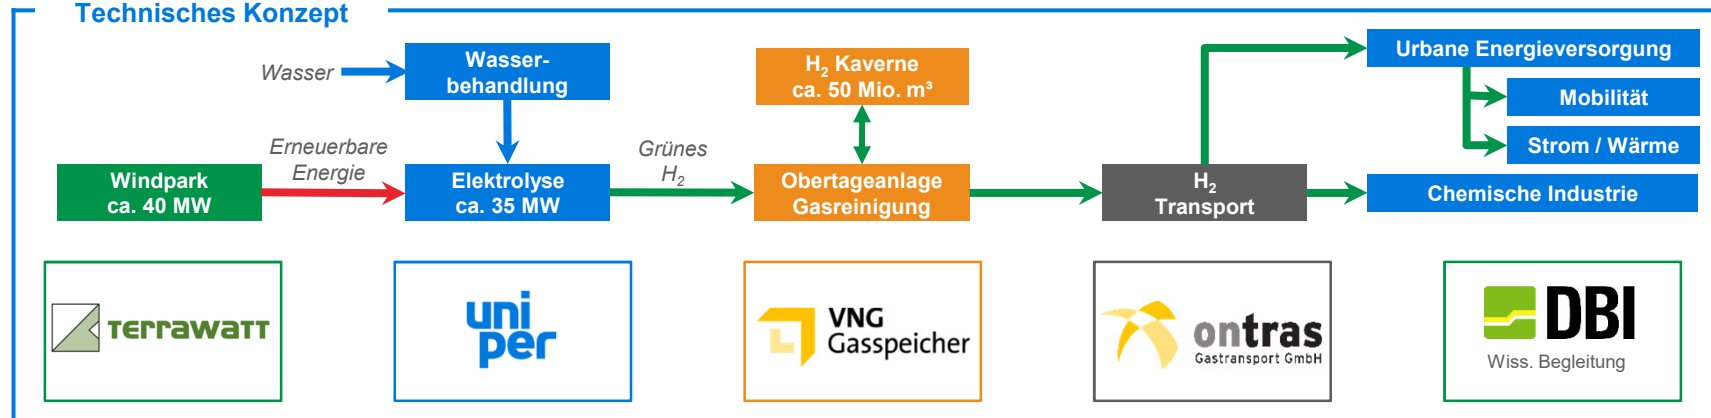 Technisches Konzept
Wasser
Wasser-
behandlung
H₂ Kaverne
ca. 50 Mio. m³
Urbane Energieversorgung
Mobilität
Strom / Wärme
Erneuerbare
Energie
Grünes
H₂
Windpark
ca. 40 MW
Elektrolyse
ca. 35 MW
Obertageanlage
Gasreinigung
H₂
Transport
Chemische Industrie
Terrawatt
uni
per
VNG
Gasspeicher
ontras
Gastransport GmbH
DBI
Wiss. Begleitung